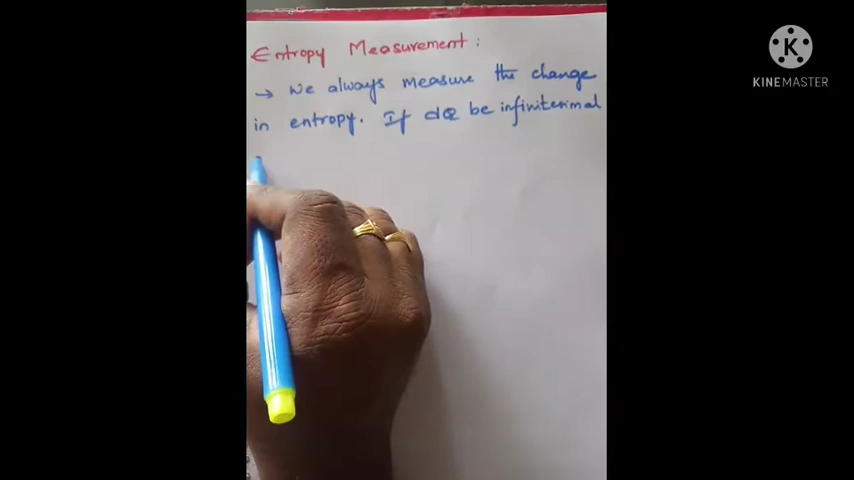 Entropy Measurement :
→ we always measure the change
in entropy. If dQ be infinitesimal
KINEMASTER